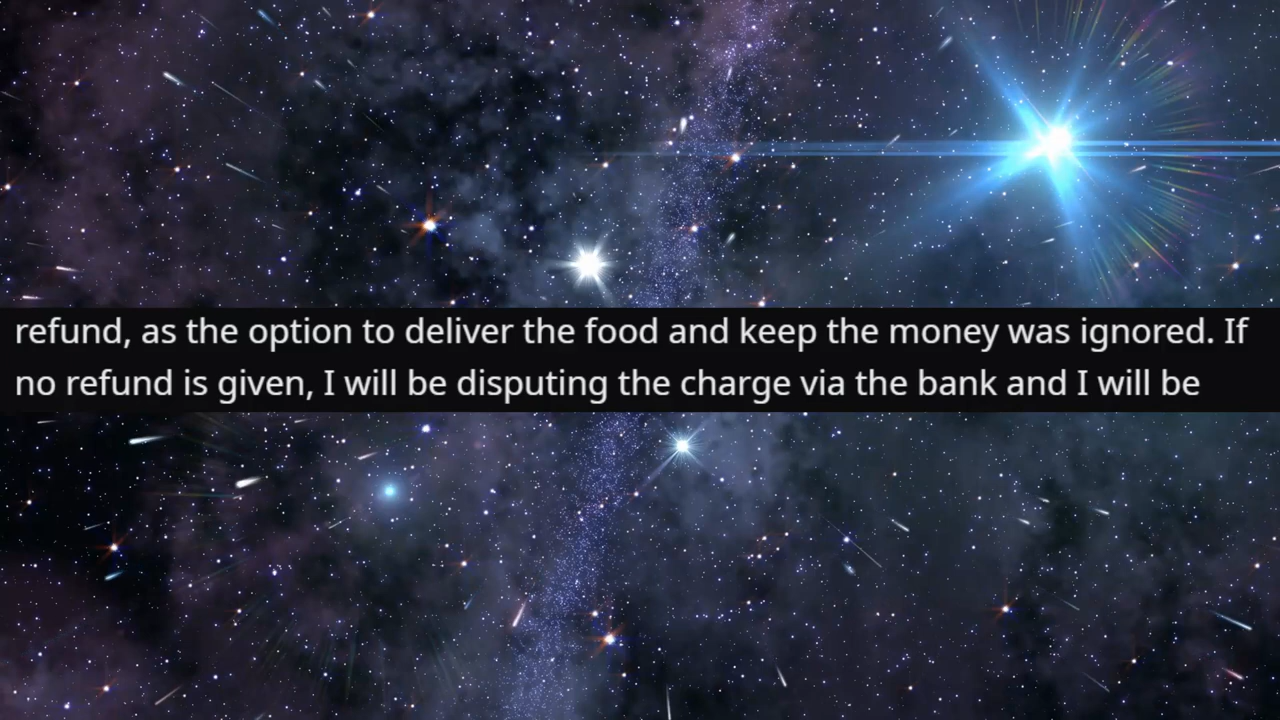 refund, as the option to deliver the food and keep the money was ignored. If
no refund is given, I will be disputing the charge via the bank and I will be